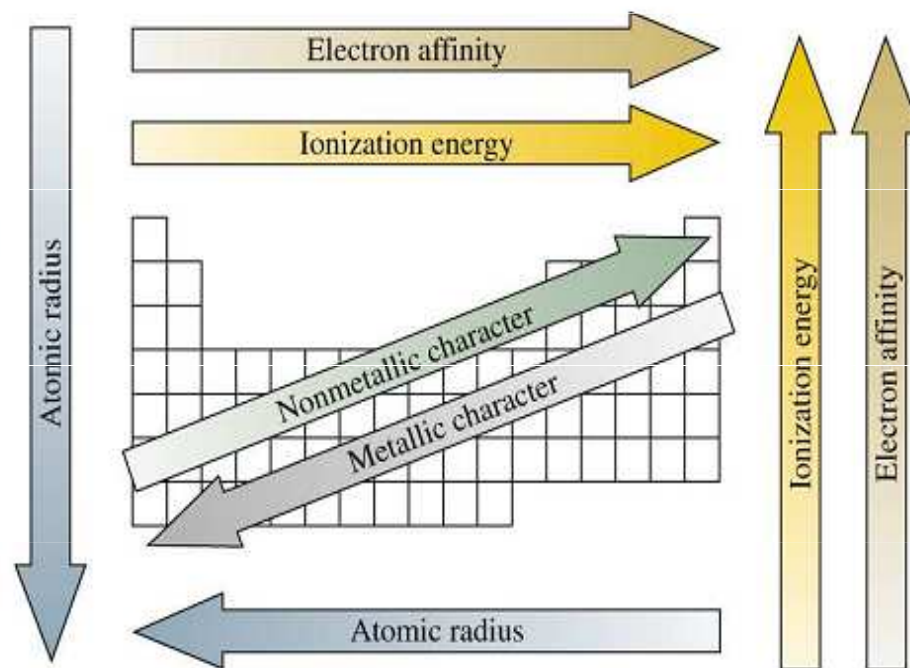 Electron affinity
Ionization energy
Atomic radius
Nonmetallic character
Metallic character
Ionization energy
Electron affinity
Atomic radius